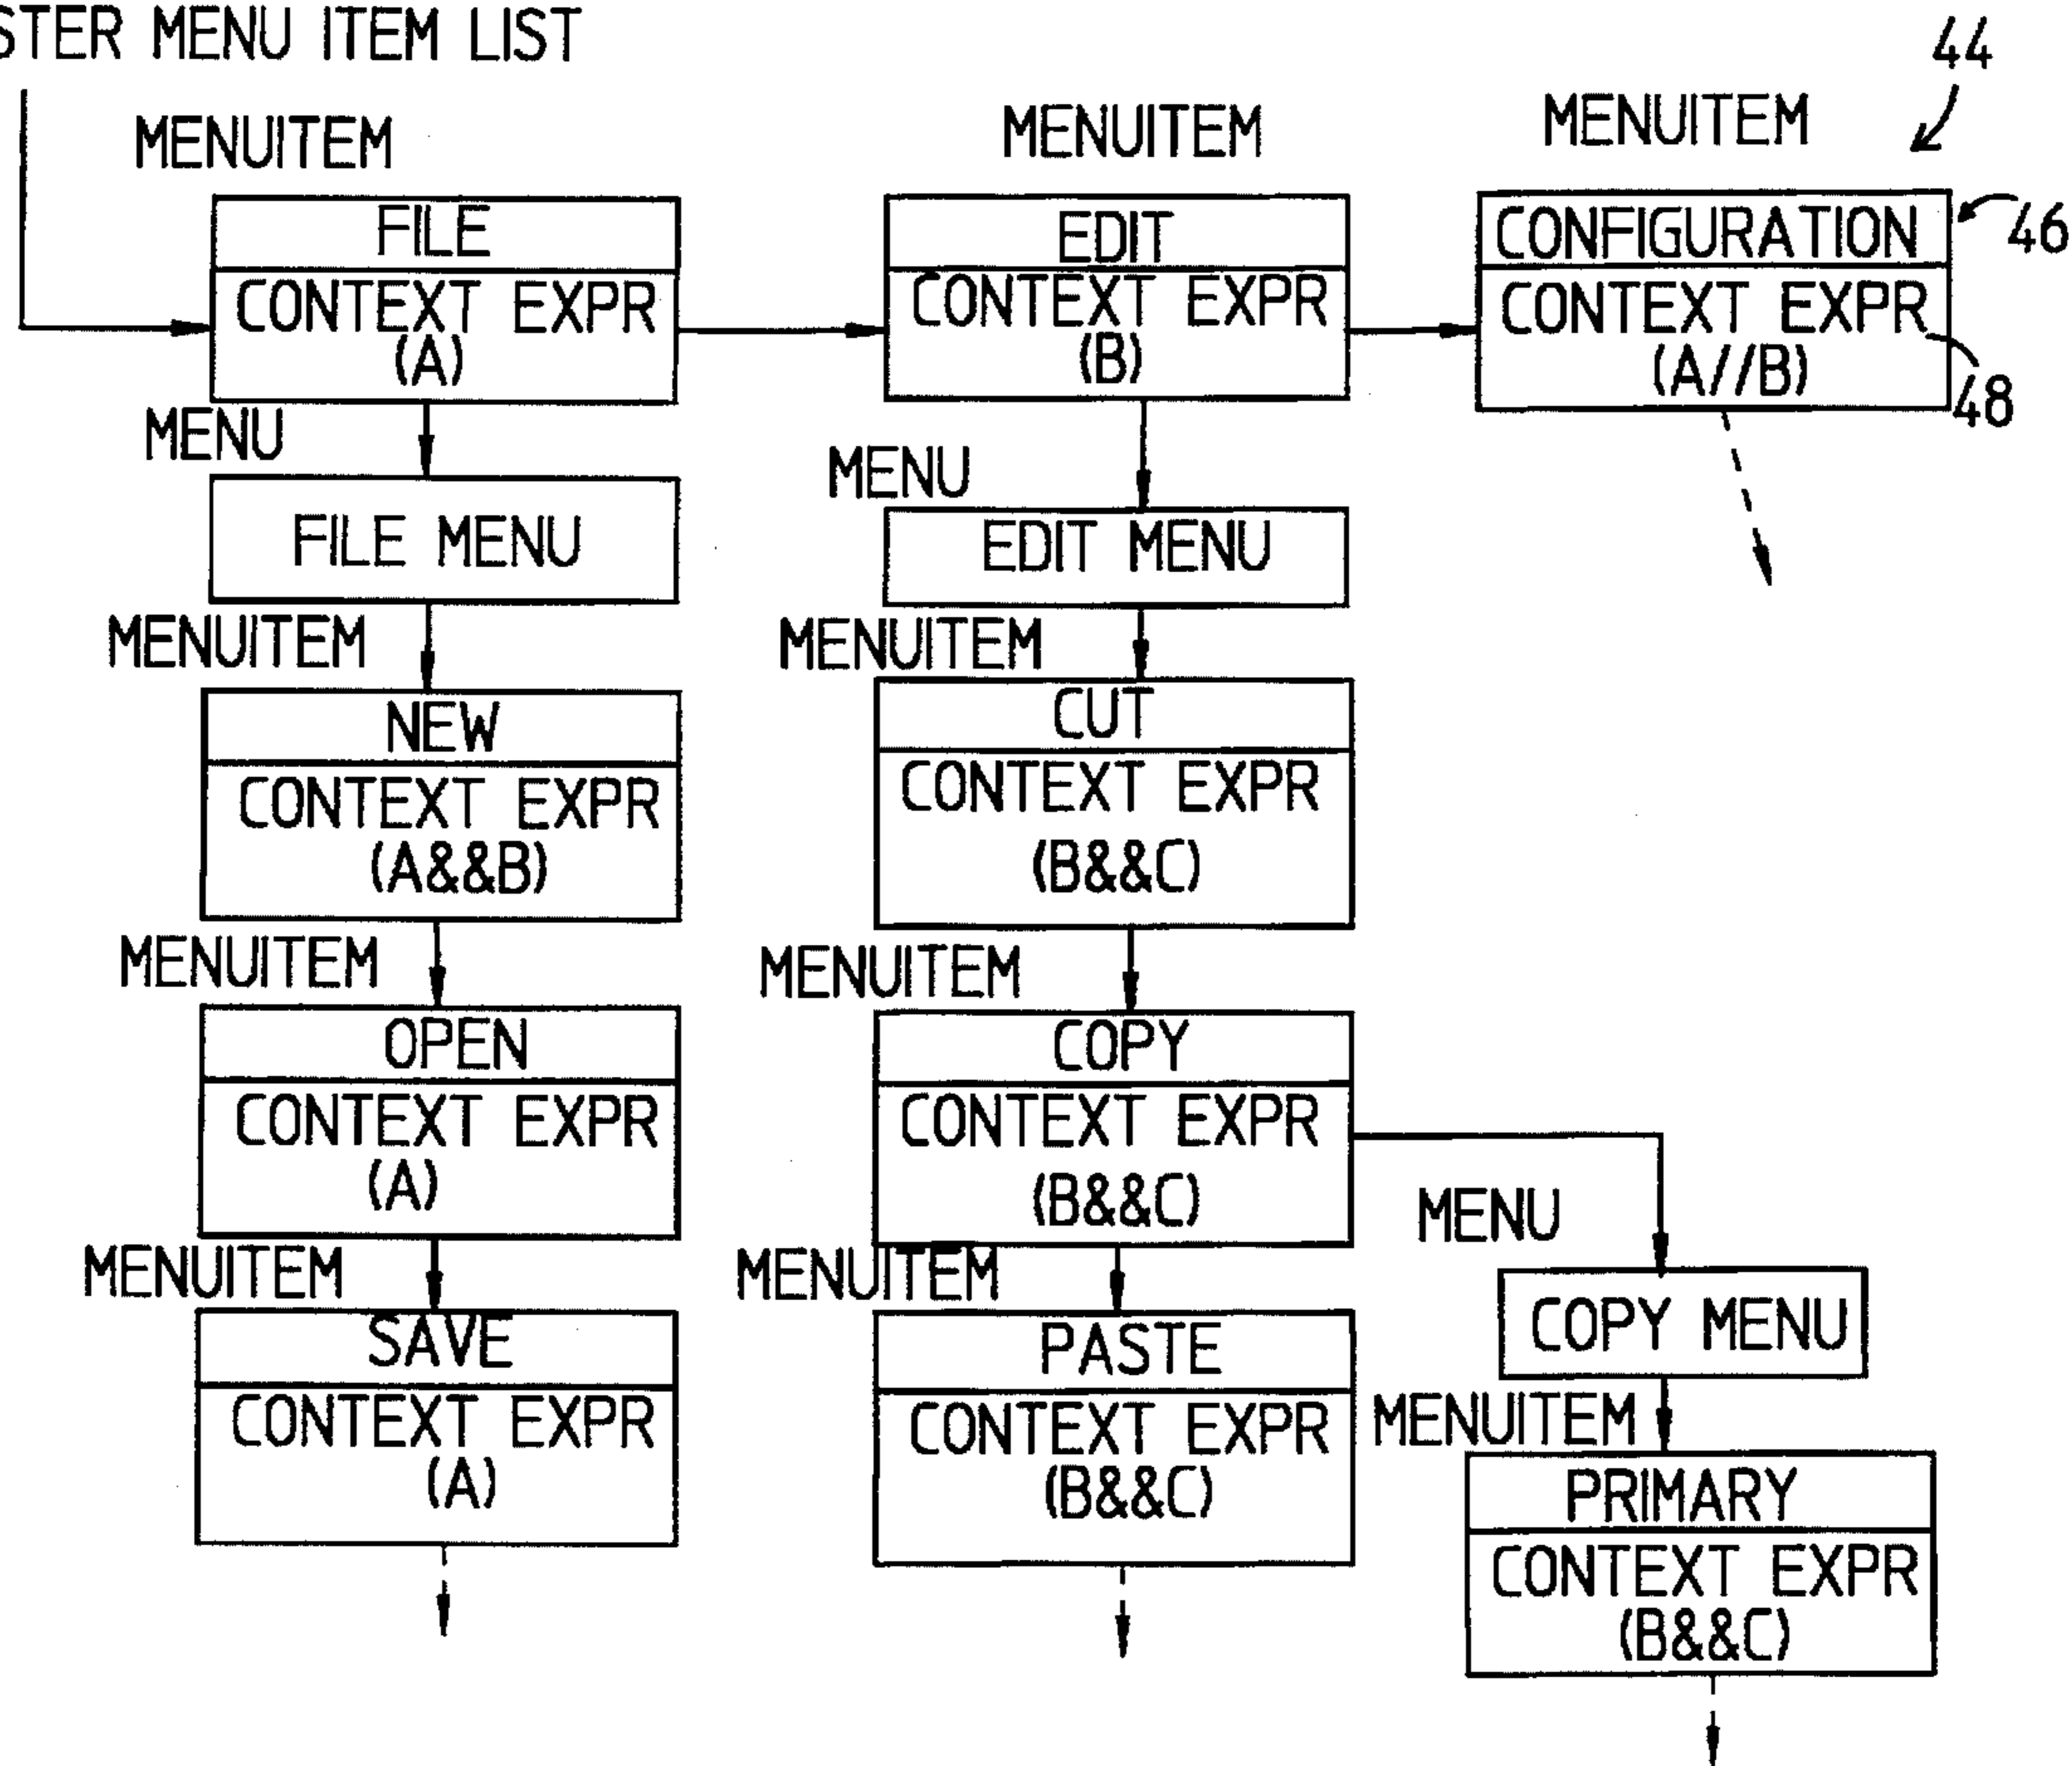 STER MENU ITEM LIST
44
MENUITEM
MENUITEM
MENUITEM
FILE
CONTEXT EXPR
(A)
EDIT
CONTEXT EXPR
(B)
CONFIGURATION
CONTEXT EXPR
(A//B)
46
48
MENU
FILE MENU
MENU
EDIT MENU
MENUITEM
NEW
CONTEXT EXPR
(A&&B)
MENUITEM
CUT
CONTEXT EXPR
(B&&C)
MENUITEM
OPEN
CONTEXT EXPR
(A)
MENUITEM
COPY
CONTEXT EXPR
(B&&C)
MENU
COPY MENU
MENUITEM
SAVE
CONTEXT EXPR
(A)
MENUITEM
PASTE
CONTEXT EXPR
(B&&C)
MENUITEM
PRIMARY
CONTEXT EXPR
(B&&C)